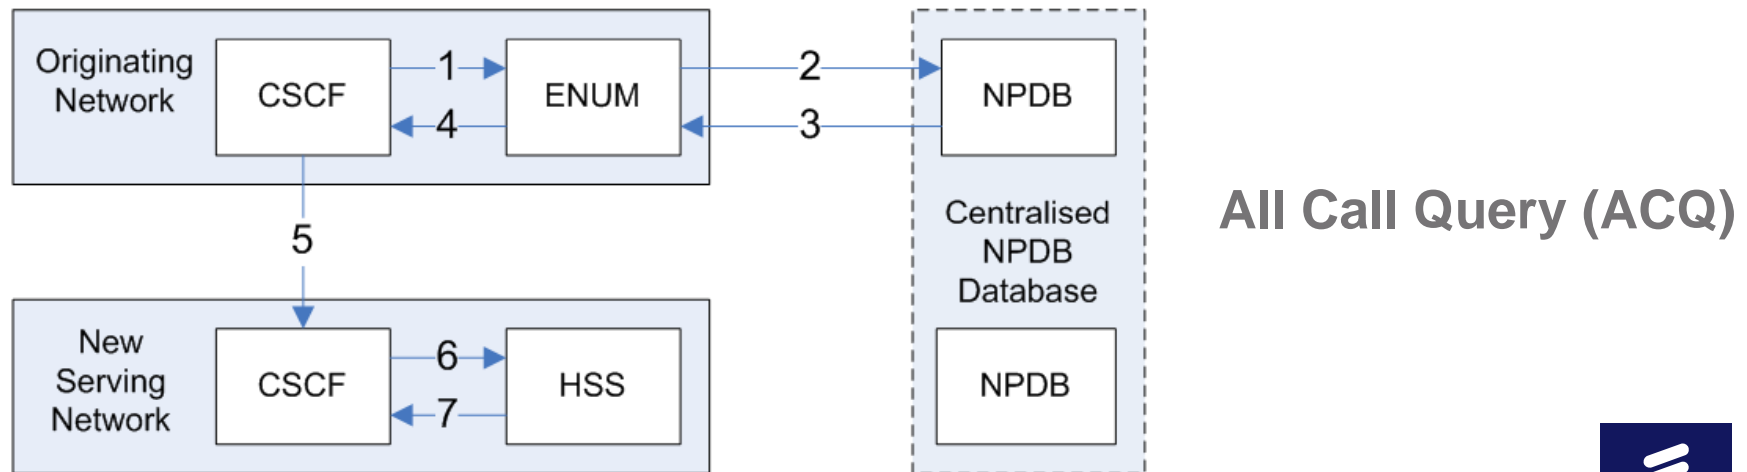 Originating
Network
CSCF
1
4
ENUM
2
3
NPDB
5
Centralised
NPDB
Database
All Call Query (ACQ)
New
Serving
Network
CSCF
6
7
HSS
NPDB